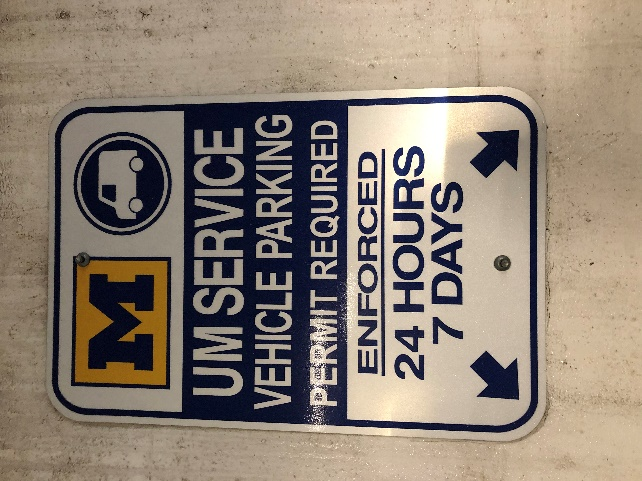 M
UM SERVICE
VEHICLE PARKING
PERMIT REQUIRED
ENFORCED
24 HOURS
7 DAYS